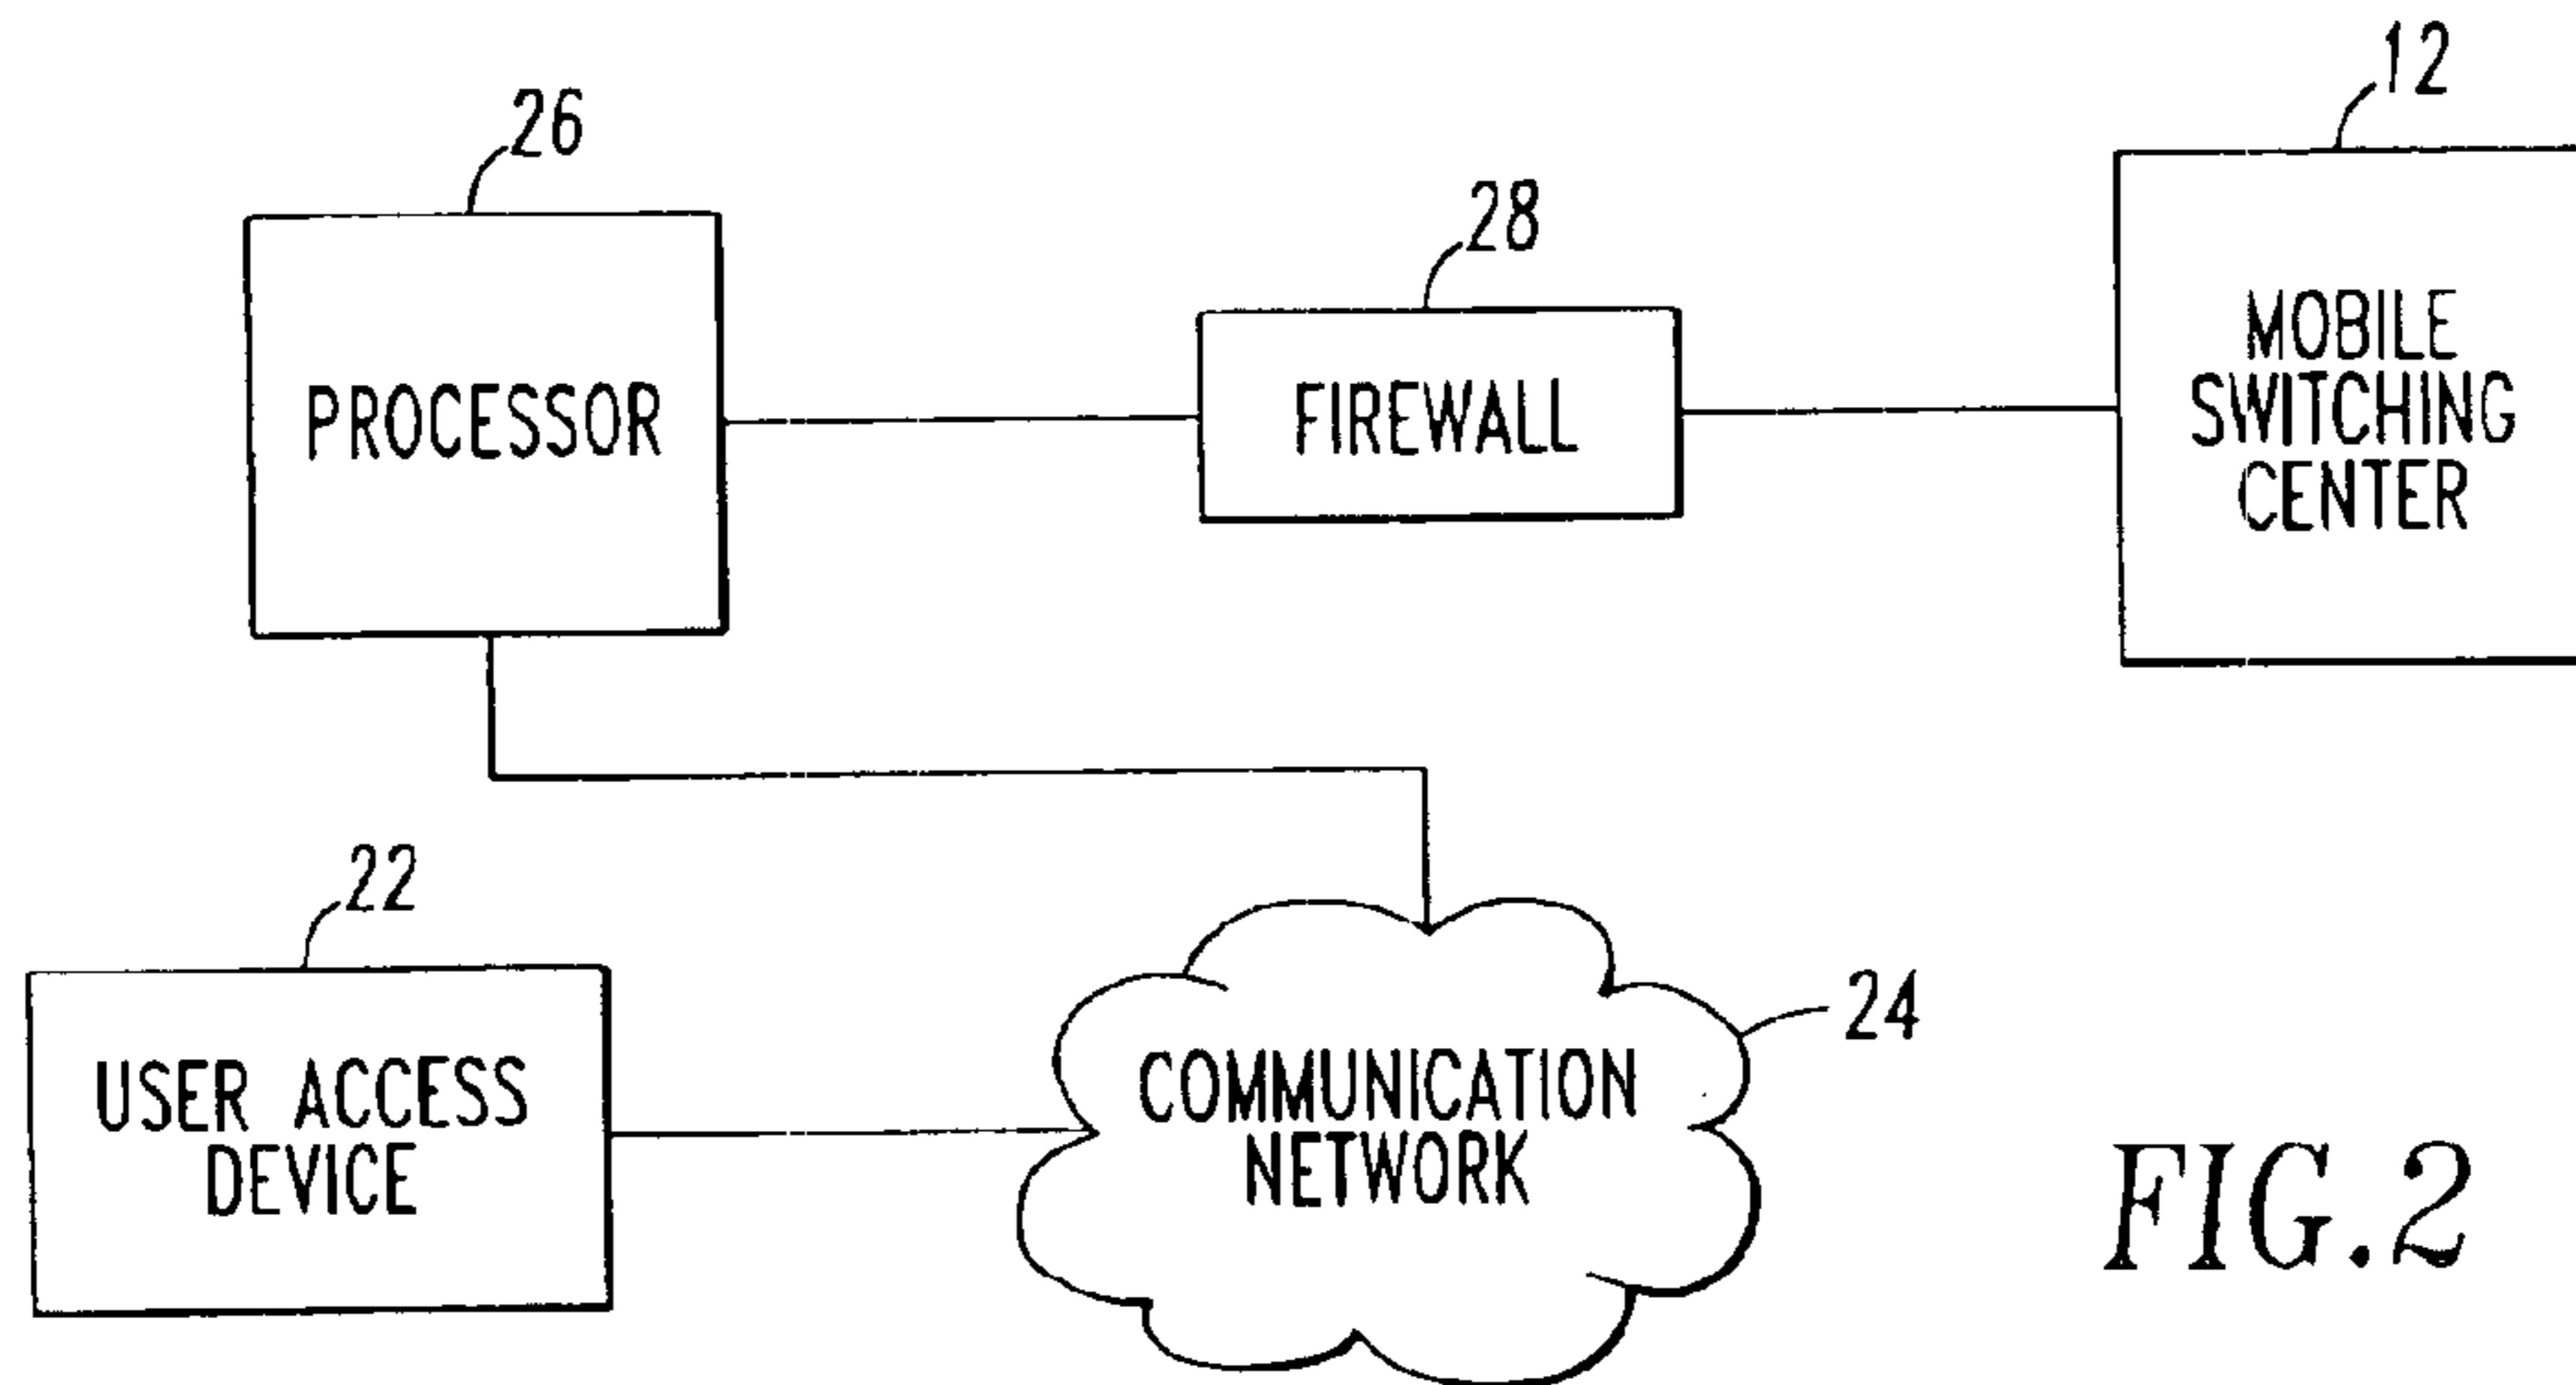 12
26
28
MOBILE
SWITCHING
CENTER
PROCESSOR
FIREWALL
22
24
USER ACCESS
DEVICE
COMMUNICATION
NETWORK
FIG.2